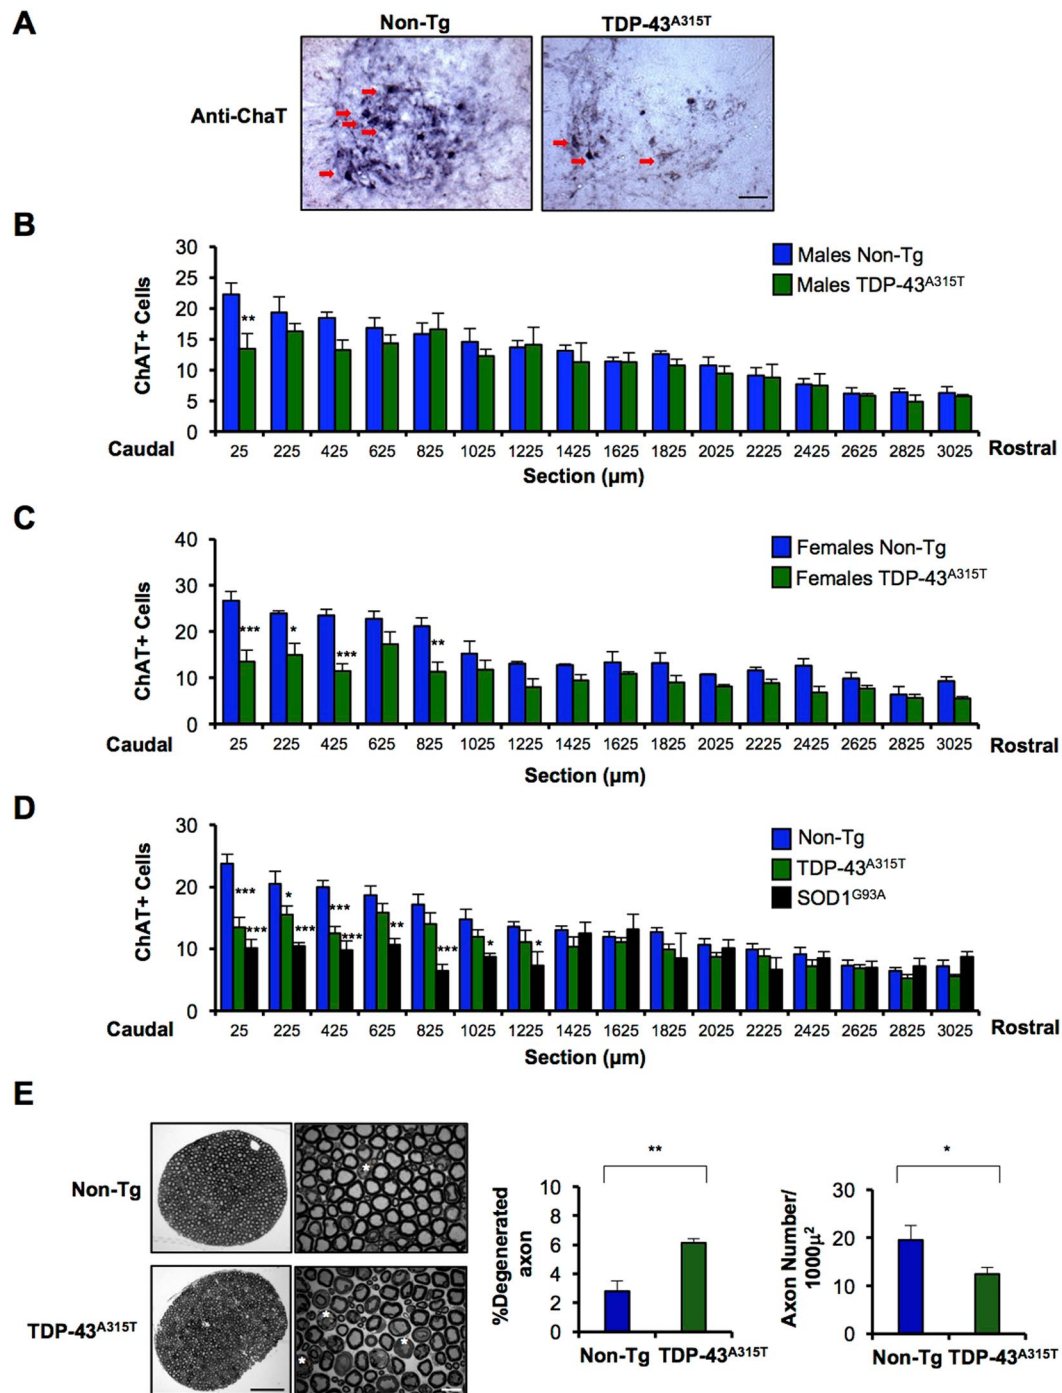 A
Non-Tg
TDP-43A315T
Anti-ChaT
B
30
25
20
15
10
5
0
ChAT+ Cells
Males Non-Tg
Males TDP-43A315T
**
Caudal
25 225 425 625 825 1025 1225 1425 1625 1825 2025 2225 2425 2625 2825 3025
Rostral
Section (µm)
C
40
30
20
10
0
ChAT+ Cells
Females Non-Tg
Females TDP-43A315T
*** * *** **
Caudal
25 225 425 625 825 1025 1225 1425 1625 1825 2025 2225 2425 2625 2825 3025
Rostral
Section (µm)
D
30
20
10
0
ChAT+ Cells
Non-Tg
TDP-43A315T
SOD1G93A
*** * ***
*** *** *** ** *** * *
Caudal
25 225 425 625 825 1025 1225 1425 1625 1825 2025 2225 2425 2625 2825 3025
Rostral
Section (µm)
E
Non-Tg
*
TDP-43A315T
* * *
%Degenerated
axon
10
8
6
4
2
0
**
Non-Tg TDP-43A315T
Axon Number/
1000µ2
30
20
10
0
*
Non-Tg TDP-43A315T